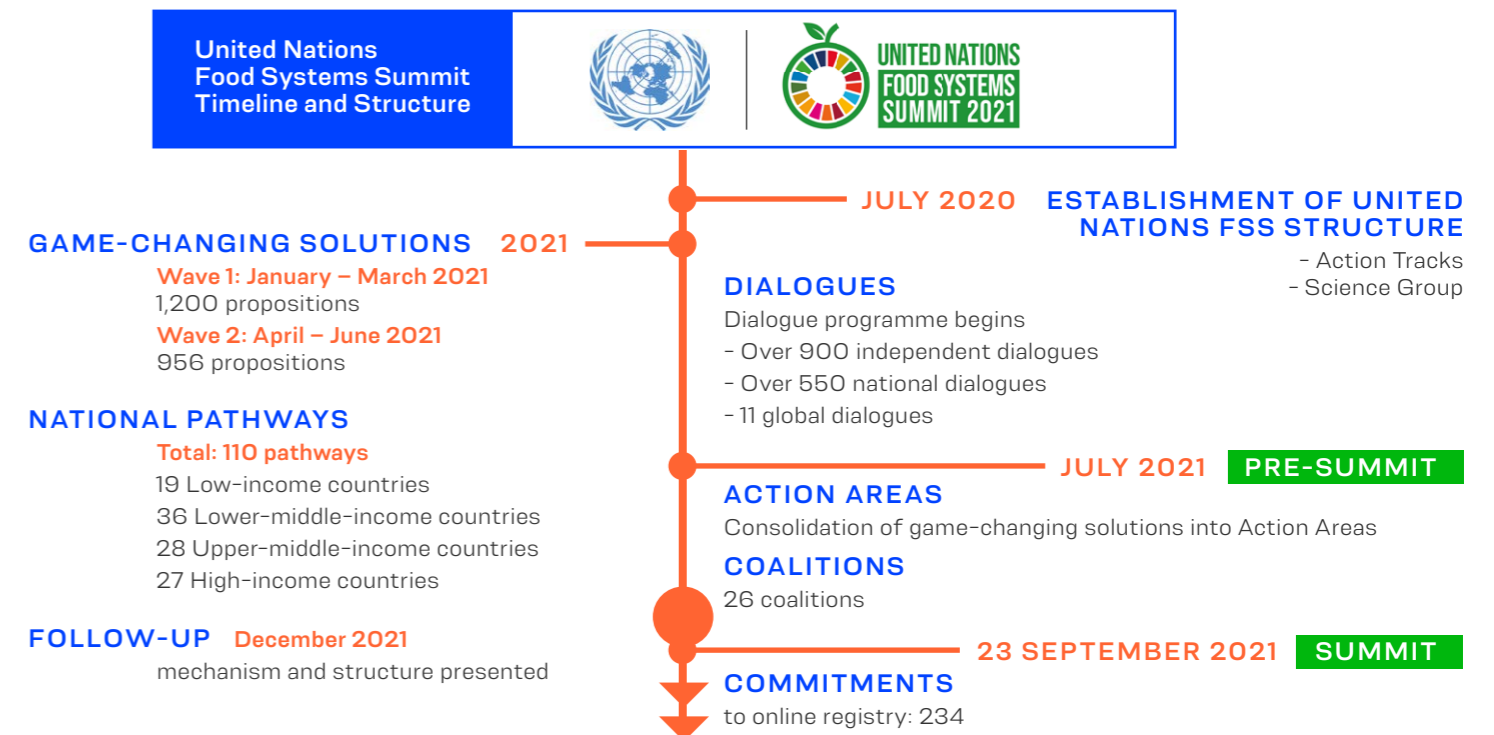 United Nations
Food Systems Summit
Timeline and Structure
UNITED NATIONS
FOOD SYSTEMS
SUMMIT 2021
JULY 2020 ESTABLISHMENT OF UNITED
NATIONS FSS STRUCTURE
- Action Tracks
- Science Group
GAME-CHANGING SOLUTIONS 2021
Wave 1: January – March 2021
1,200 propositions
Wave 2: April – June 2021
956 propositions
DIALOGUES
Dialogue programme begins
- Over 900 independent dialogues
- Over 550 national dialogues
- 11 global dialogues
NATIONAL PATHWAYS
Total: 110 pathways
19 Low-income countries
36 Lower-middle-income countries
28 Upper-middle-income countries
27 High-income countries
JULY 2021 PRE-SUMMIT
ACTION AREAS
Consolidation of game-changing solutions into Action Areas
COALITIONS
26 coalitions
FOLLOW-UP December 2021
mechanism and structure presented
23 SEPTEMBER 2021 SUMMIT
COMMITMENTS
to online registry: 234